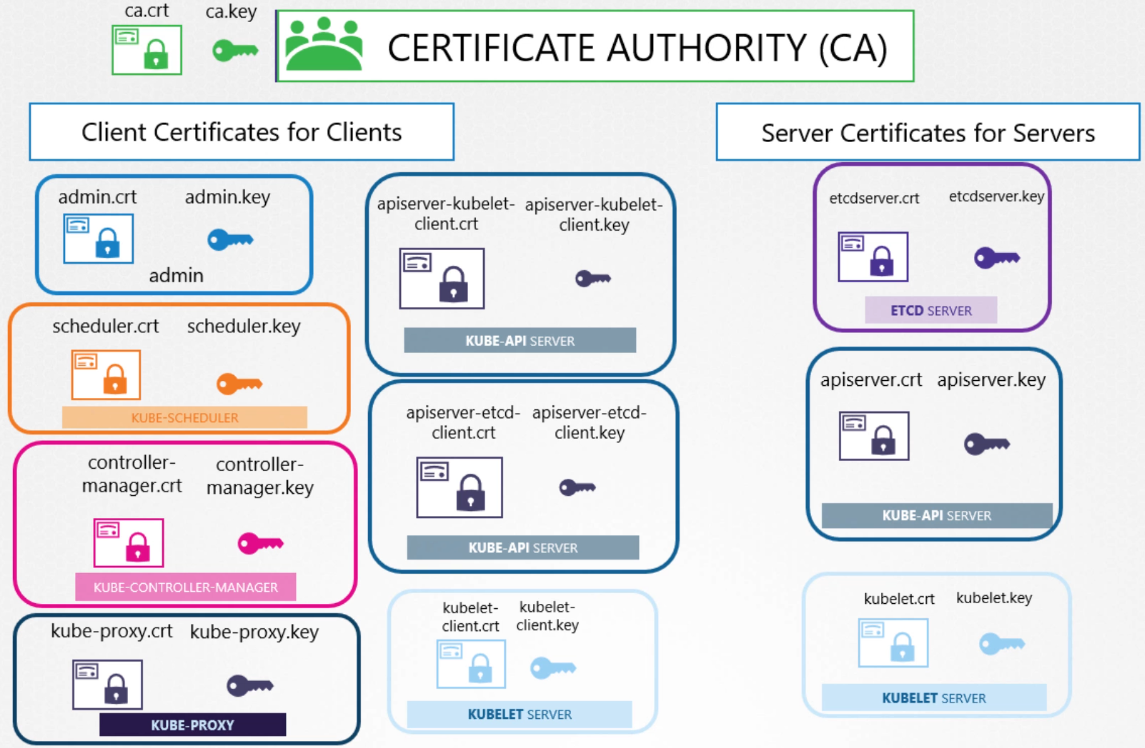 ca.crt ca.key
CERTIFICATE AUTHORITY (CA)
Client Certificates for Clients
admin.crt admin.key
admin
scheduler.crt scheduler.key
KUBE-SCHEDULER
controller-
manager.crt
controller-
manager.key
KUBE-CONTROLLER-MANAGER
kube-proxy.crt kube-proxy.key
KUBE-PROXY
apiserver-kubelet-
client.crt
apiserver-kubelet-
client.key
KUBE-API SERVER
apiserver-etcd-
client.crt
apiserver-etcd-
client.key
KUBE-API SERVER
kubelet-
client.crt
kubelet-
client.key
KUBELET SERVER
Server Certificates for Servers
etcdserver.crt etcdserver.key
ETCD SERVER
apiserver.crt apiserver.key
KUBE-API SERVER
kubelet.crt kubelet.key
KUBELET SERVER